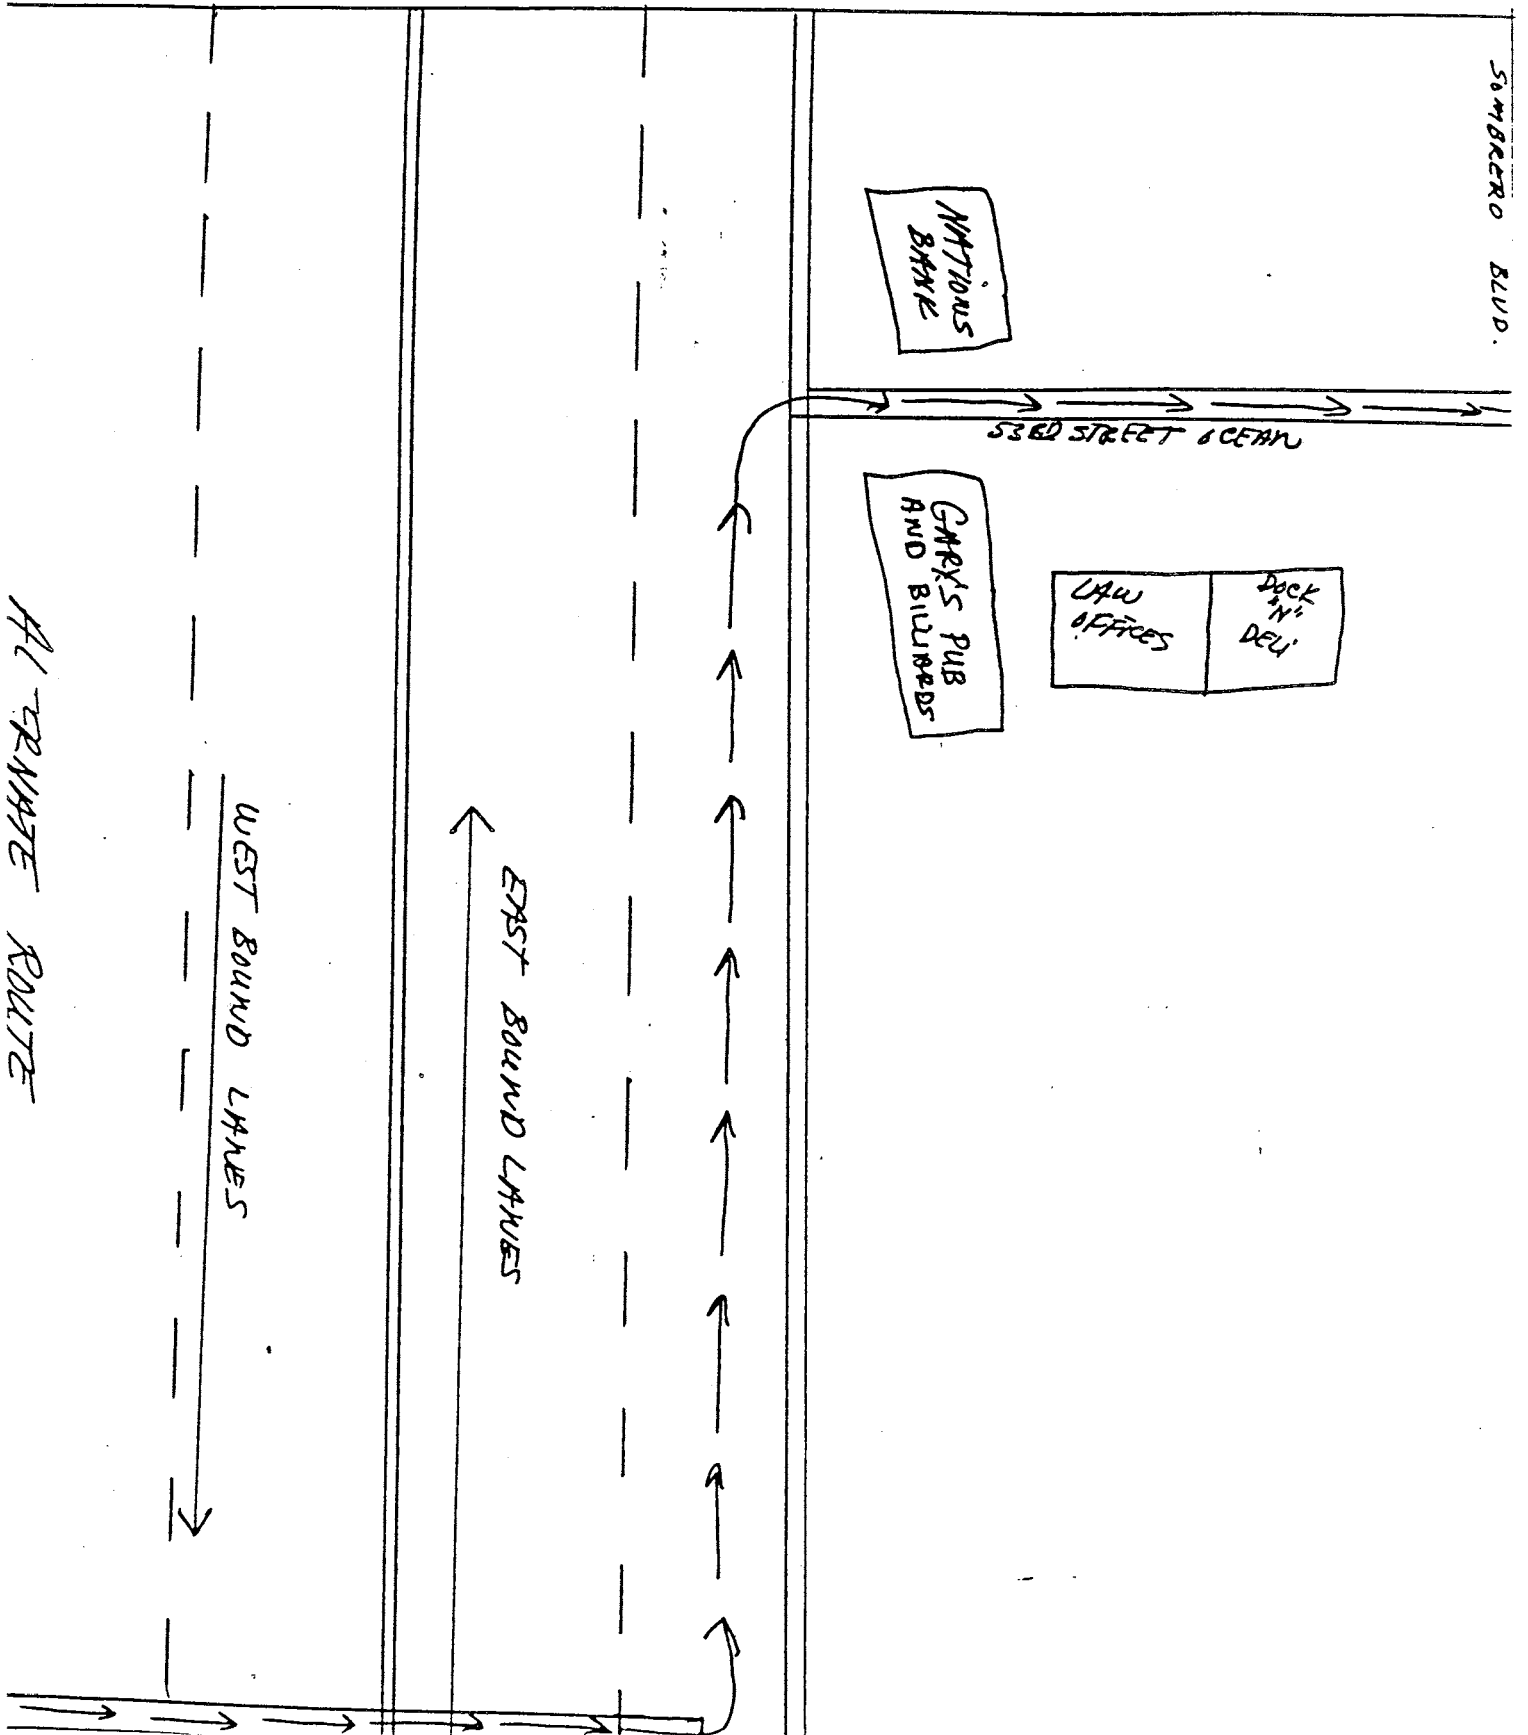 SOMBRERO BLVD.
NATIONS
BANK
53RD STREET OCEAN
GARY'S PUB
AND BILLIARDS
LAW
OFFICES
DOCK
"N"
DELI
WEST BOUND LANES
EAST BOUND LANES
ALTERNATE ROUTE